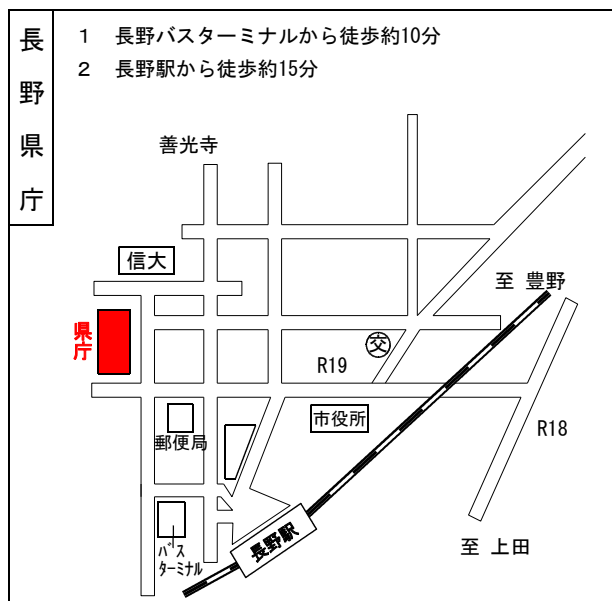 長野県庁
1 長野バスターミナルから徒歩約10分
2 長野駅から徒歩約15分
善光寺
信大
至 豊野
県庁
交
R19
市役所
郵便局
R18
長野駅
バス
ターミナル
至 上田